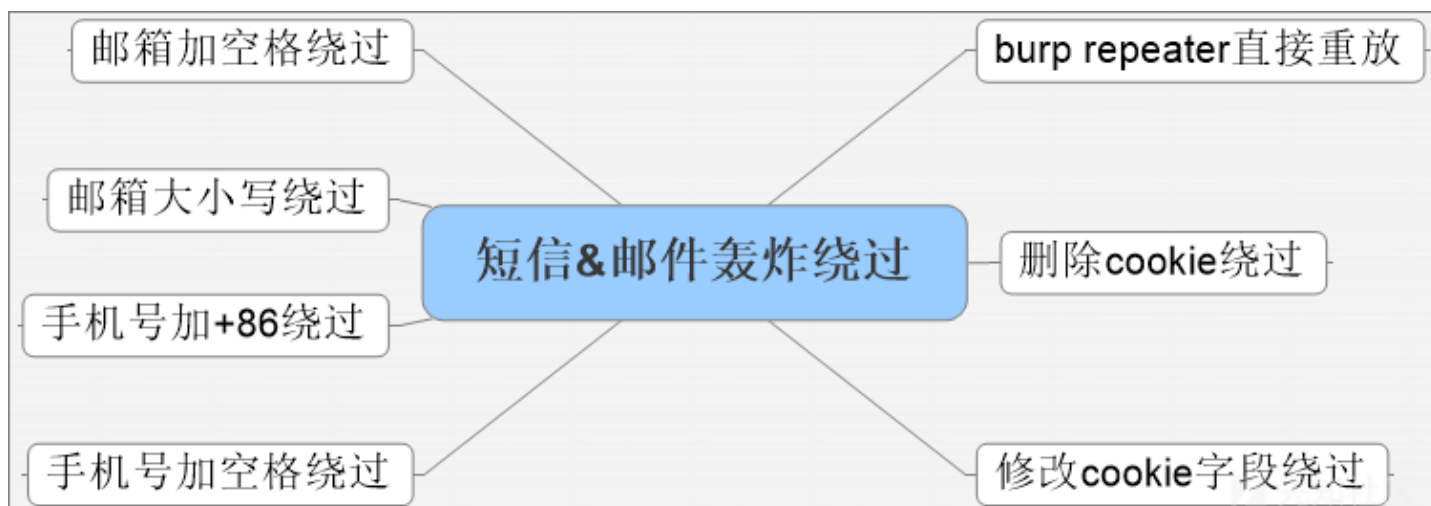 邮箱加空格绕过
burp repeater直接重放
邮箱大小写绕过
短信&邮件轰炸绕过
删除cookie绕过
手机号加+86绕过
手机号加空格绕过
修改cookie字段绕过